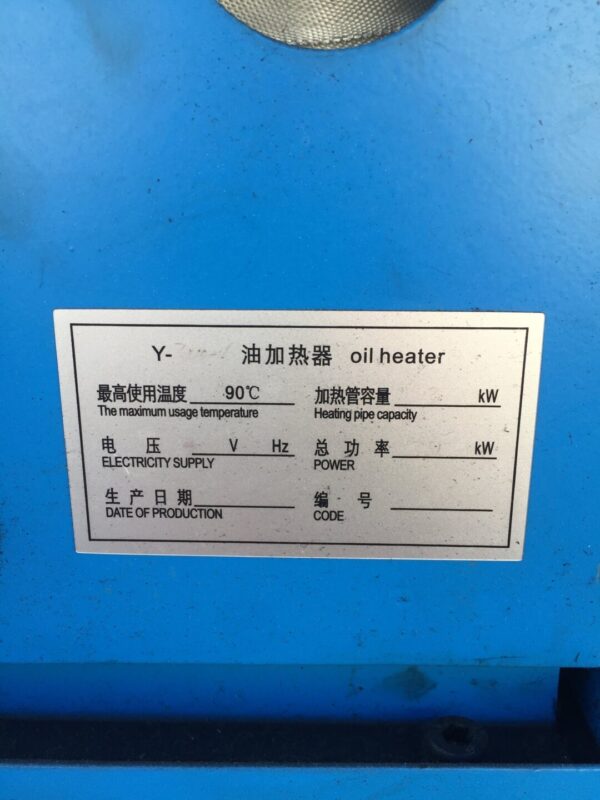 Y- 油加热器 oil heater
最高使用温度 90℃ 加热管容量 kW
The maximum usage temperature Heating pipe capacity
电 压 V Hz 总 功 率 kW
ELECTRICITY SUPPLY POWER
生 产 日 期 编 号
DATE OF PRODUCTION CODE